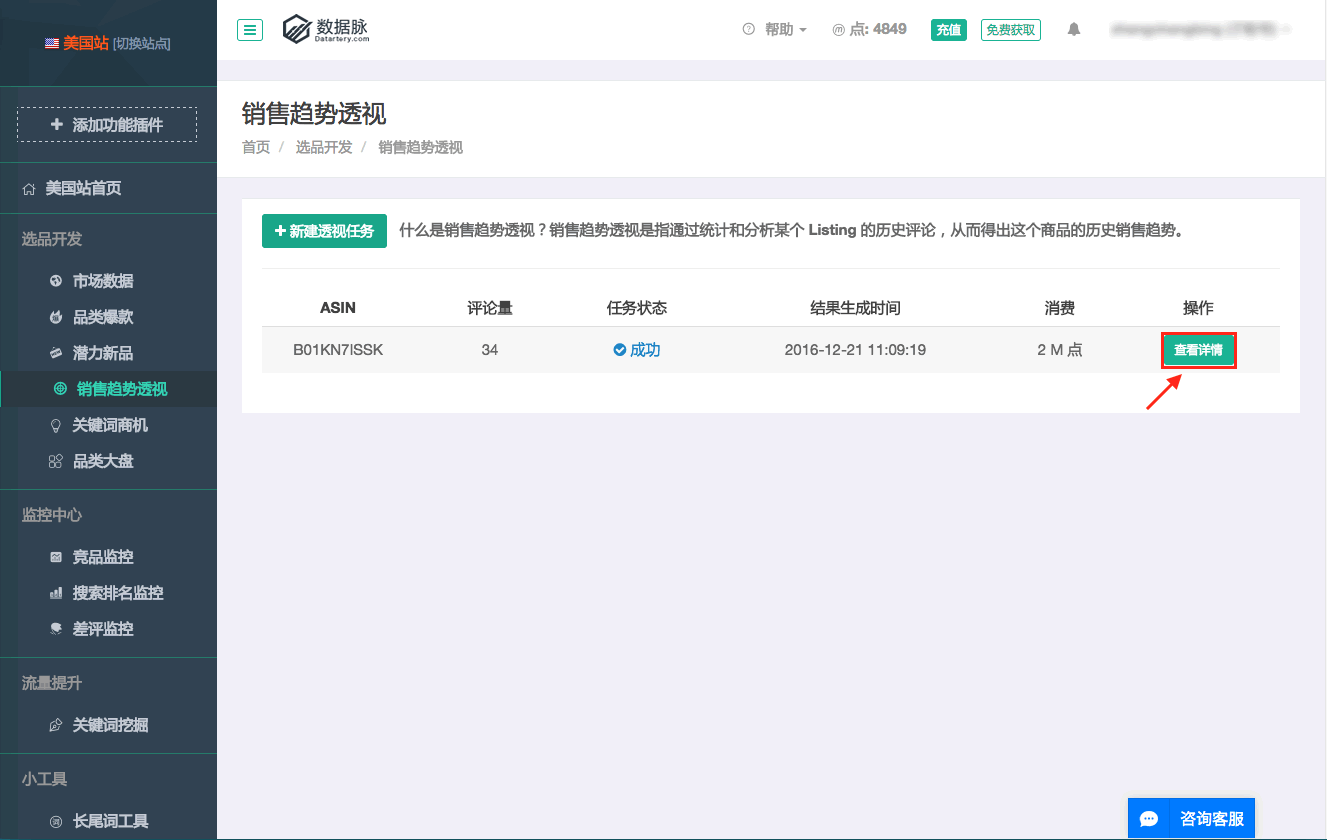 美国站 [切换站点]
添加功能插件
美国站首页
选品开发
市场数据
品类爆款
潜力新品
销售趋势透视
关键词商机
品类大盘
监控中心
竞品监控
搜索排名监控
差评监控
流量提升
关键词挖掘
小工具
长尾词工具
数据脉
Datartery.com
帮助
点: 4849
充值
免费获取
销售趋势透视
首页 / 选品开发 / 销售趋势透视
新建透视任务
什么是销售趋势透视？销售趋势透视是指通过统计和分析某个 Listing 的历史评论，从而得出这个商品的历史销售趋势。
ASIN 评论量 任务状态 结果生成时间 消费 操作
B01KN7ISSK 34 成功 2016-12-21 11:09:19 2 M 点 查看详情
咨询客服